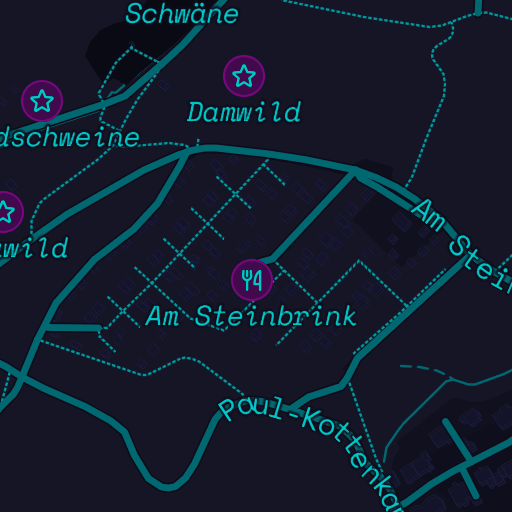 Schwäne
Damwild
dschweine
wild
Am Stein
Am Steinbrink
Paul-Kottenka